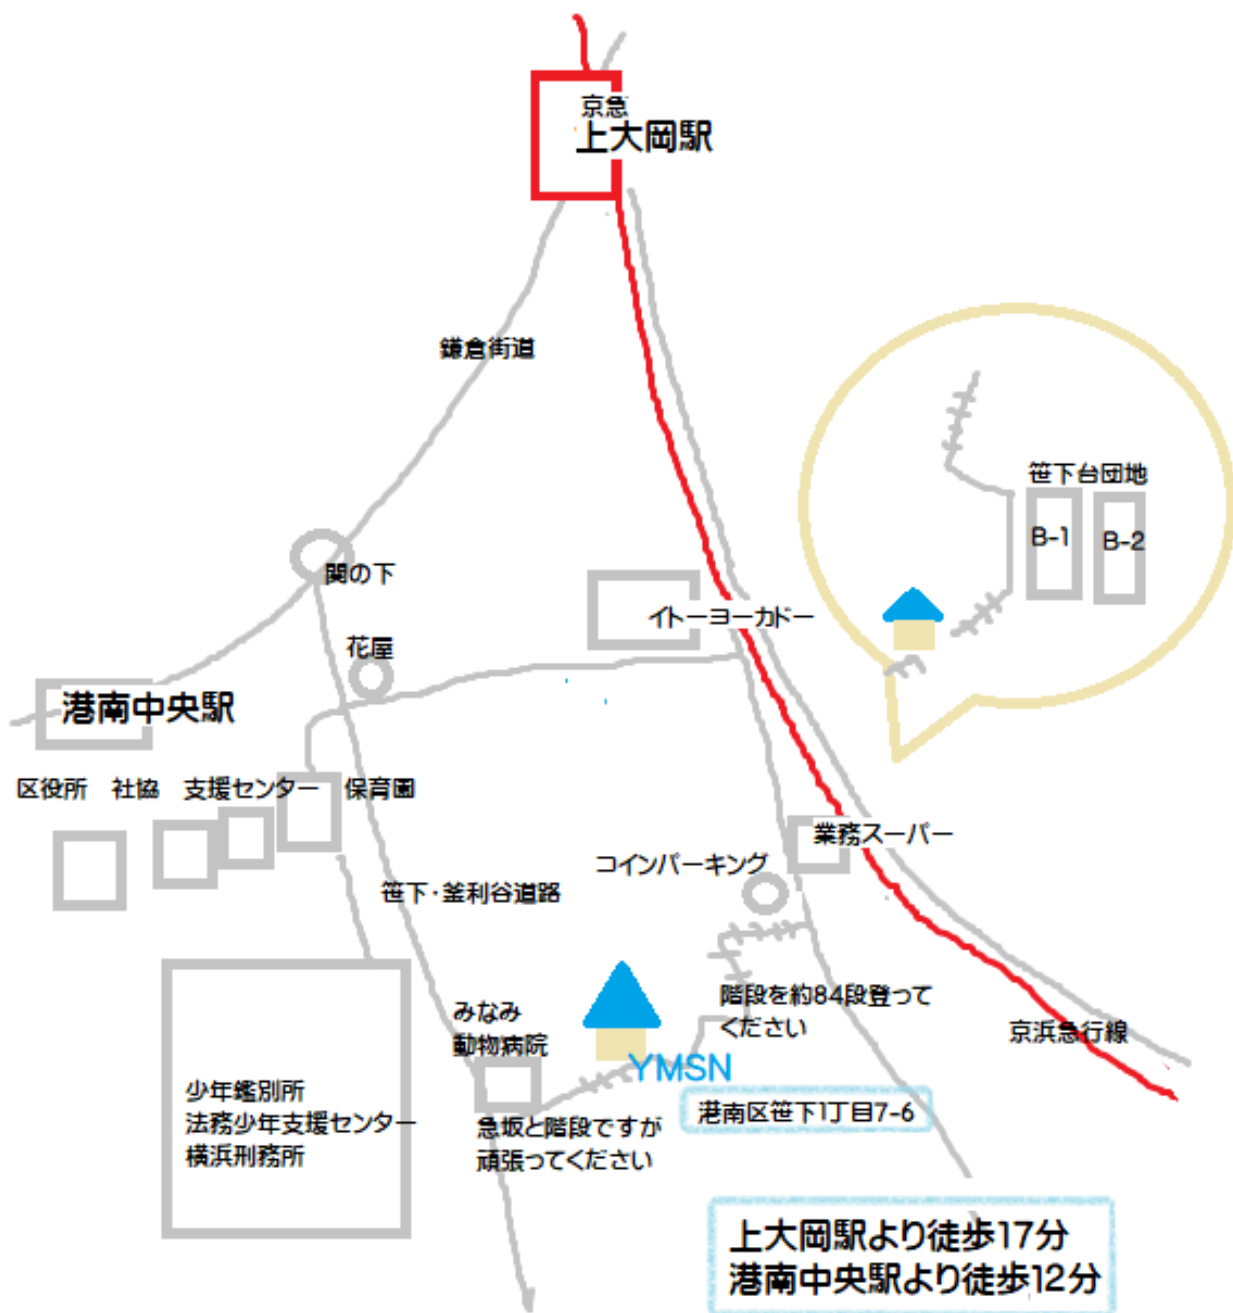 京急
上大岡駅
鎌倉街道
笹下台団地
B-1
B-2
関の下
イトーヨーカドー
花屋
港南中央駅
区役所 社協 支援センター 保育園
業務スーパー
コインパーキング
笹下・釜利谷道路
階段を約84段登って
ください
みなみ
動物病院
京浜急行線
YMSN
少年鑑別所
法務少年支援センター
横浜刑務所
港南区笹下1丁目7-6
急坂と階段ですが
頑張ってください
上大岡駅より徒歩17分
港南中央駅より徒歩12分